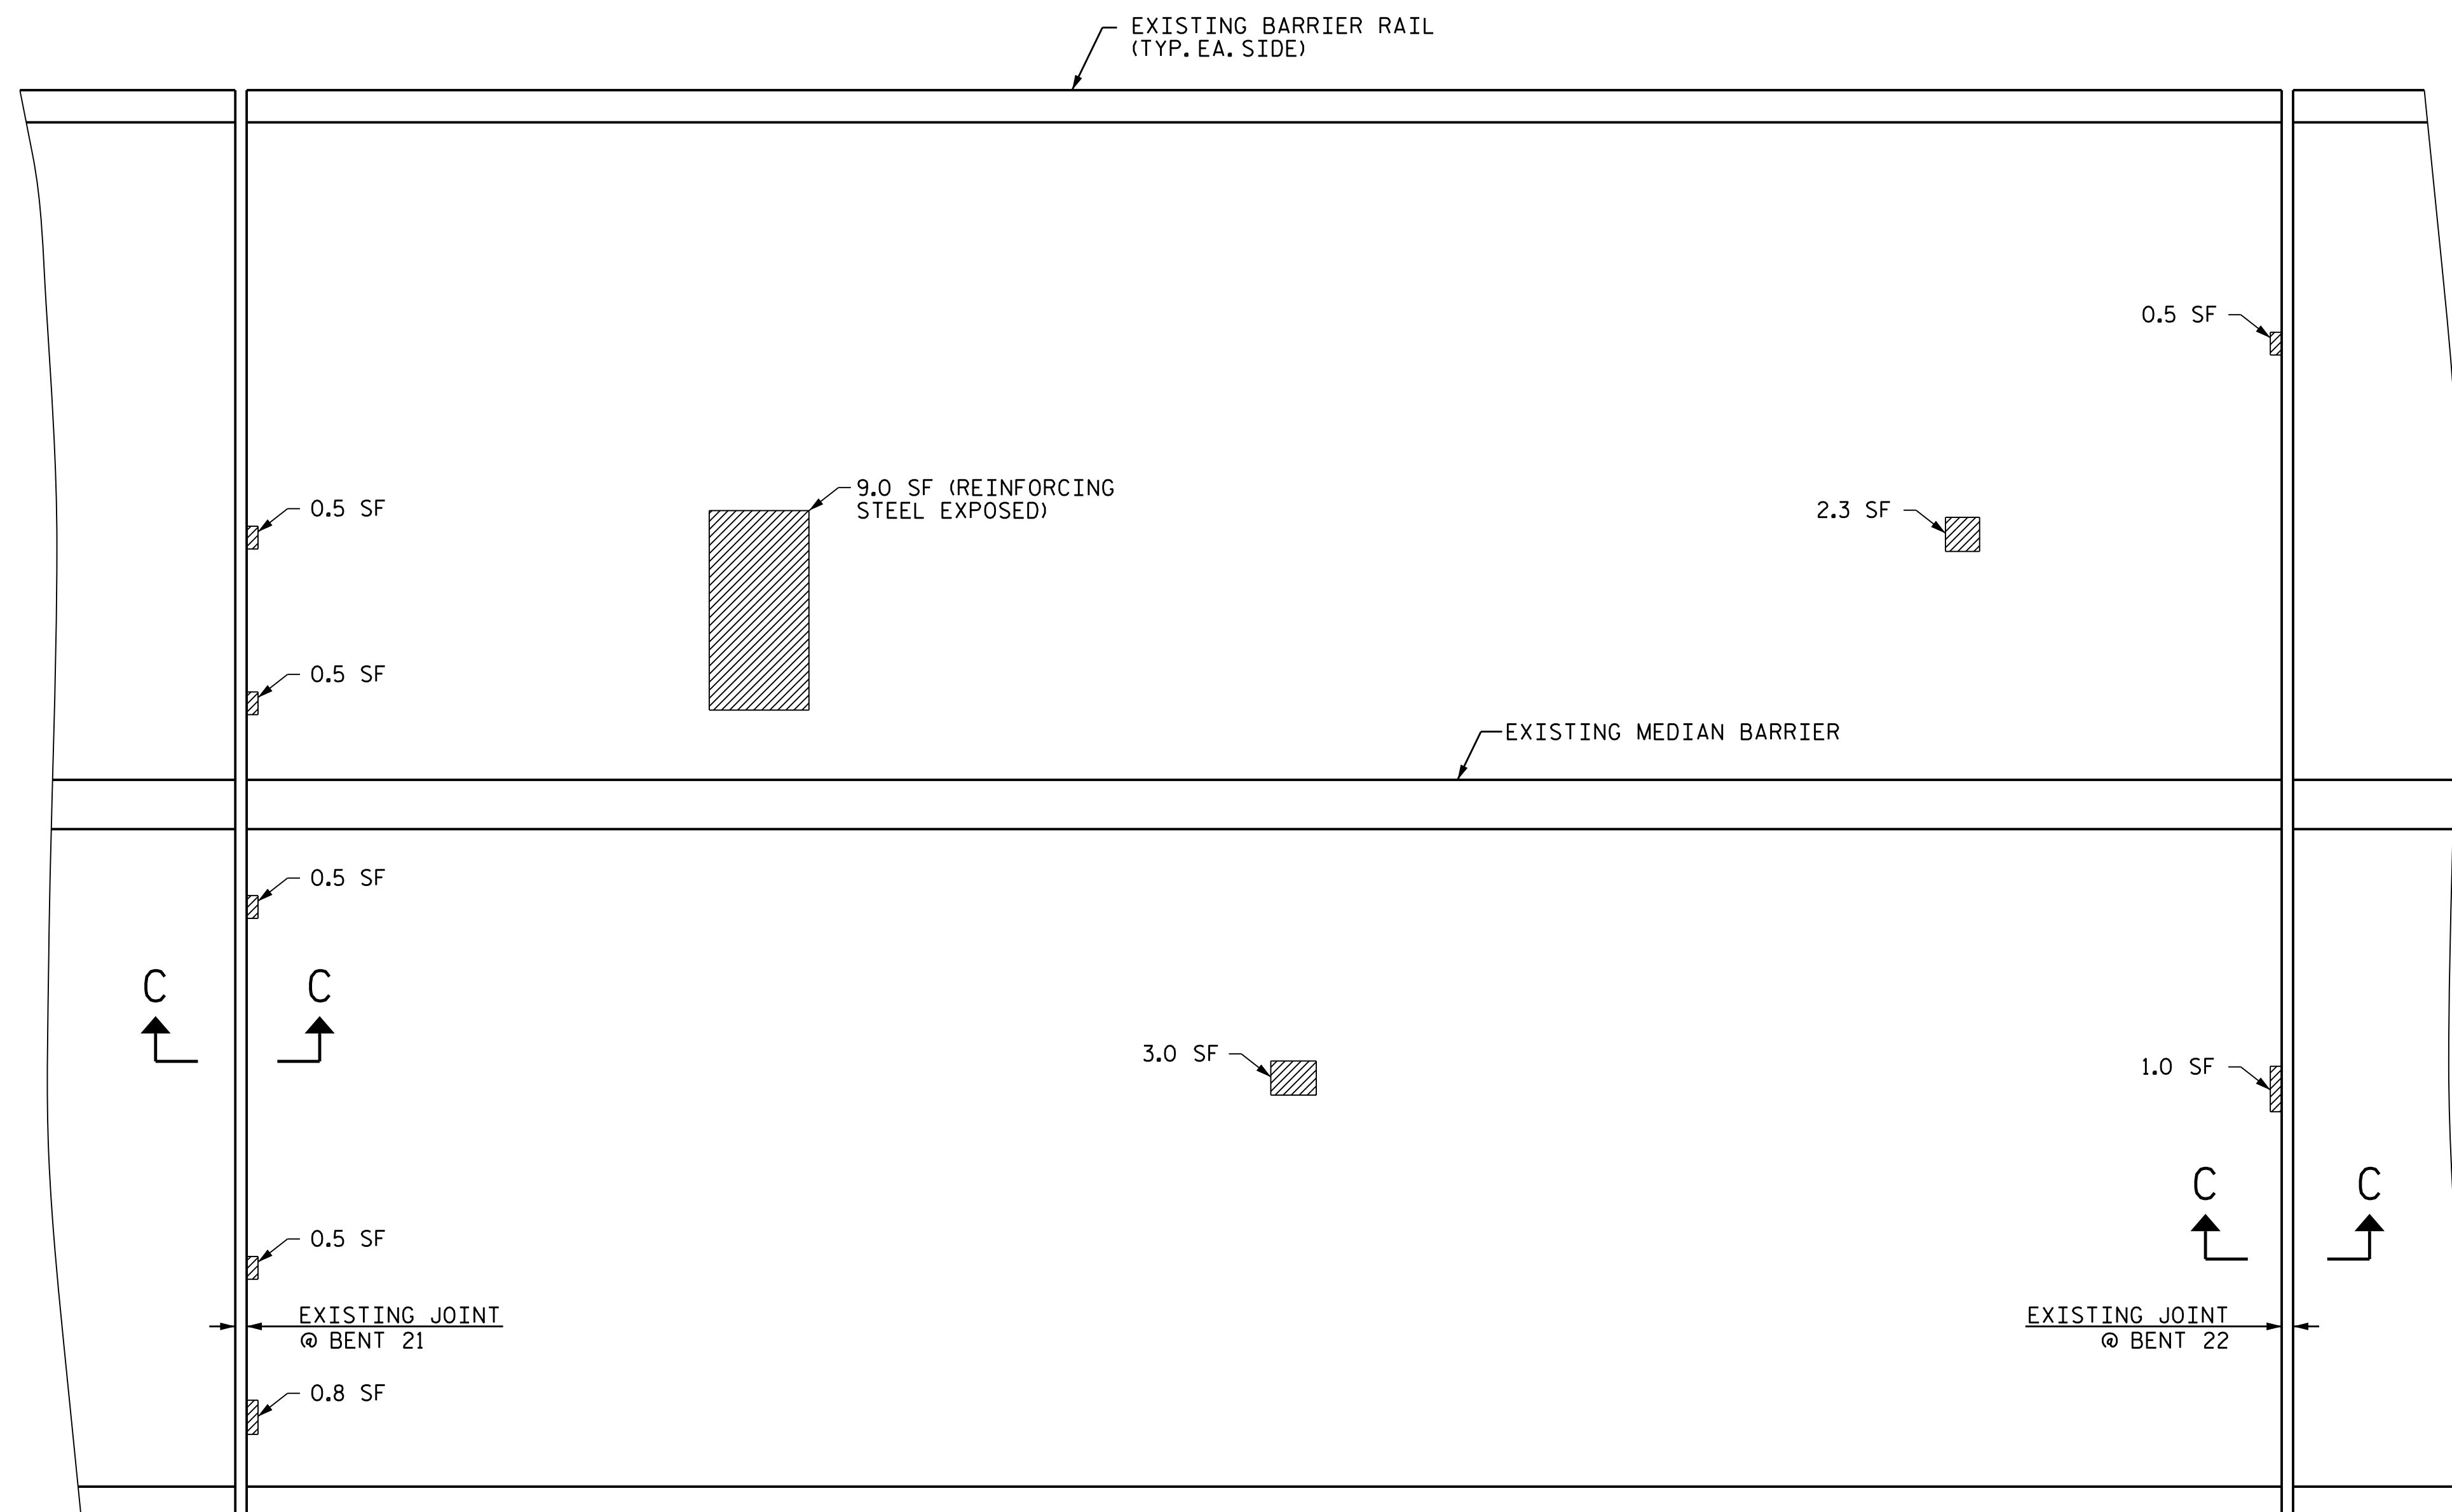 EXISTING BARRIER RAIL
(TYP. EA. SIDE)
0.5 SF
0.5 SF
9.0 SF (REINFORCING
STEEL EXPOSED)
2.3 SF
0.5 SF
EXISTING MEDIAN BARRIER
0.5 SF
C
C
3.0 SF
1.0 SF
C
C
0.5 SF
EXISTING JOINT
@ BENT 21
EXISTING JOINT
@ BENT 22
0.8 SF